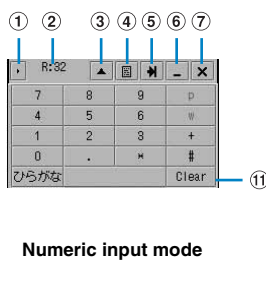 ① ② ③ ④ ⑤ ⑥ ⑦
R:32
7 8 9 p
4 5 6 w
1 2 3 +
0 . * #
ひらがな Clear ⑪
Numeric input mode